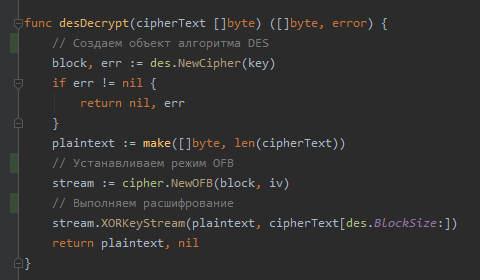 func desDecrypt(cipherText []byte) ([]byte, error) {
    // Создаем объект алгоритма DES
    block, err := des.NewCipher(key)
    if err != nil {
        return nil, err
    }
    plaintext := make([]byte, len(cipherText))
    // Устанавливаем режим OFB
    stream := cipher.NewOFB(block, iv)
    // Выполняем расшифрование
    stream.XORKeyStream(plaintext, cipherText[des.BlockSize:])
    return plaintext, nil
}